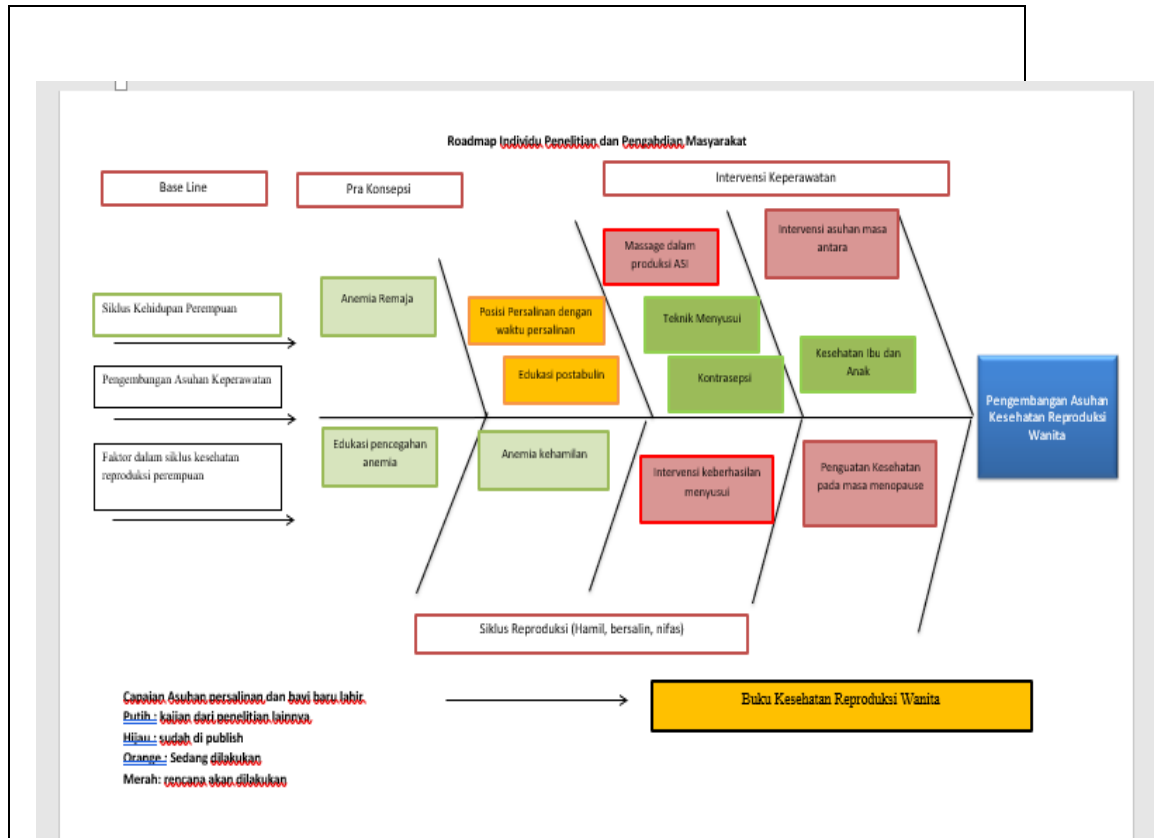 Roadmap Individu Penelitian dan Pengabdian Masyarakat
Base Line
Pra Konsepsi
Intervensi Keperawatan
Massage dalam
produksi ASI
Intervensi asuhan masa
antara
Siklus Kehidupan Perempuan
Anemia Remaja
Posisi Persalinan dengan
waktu persalinan
Teknik Menyusui
Kesehatan Ibu dan
Anak
Pengembangan Asuhan Keperawatan
Edukasi postabulin
Kontrasepsi
Pengembangan Asuhan
Kesehatan Reproduksi
Wanita
Faktor dalam siklus kesehatan
reproduksi perempuan
Edukasi pencegahan
anemia
Anemia kehamilan
Intervensi keberhasilan
menyusui
Penguatan Kesehatan
pada masa menopause
Siklus Reproduksi (Hamil, bersalin, nifas)
Capaian Asuhan persalinan dan bayi baru lahir
Putih : kajian dari penelitian lainnya
Hijau : sudah di publish
Orange : Sedang dilakukan
Merah: rencana akan dilakukan
Buku Kesehatan Reproduksi Wanita